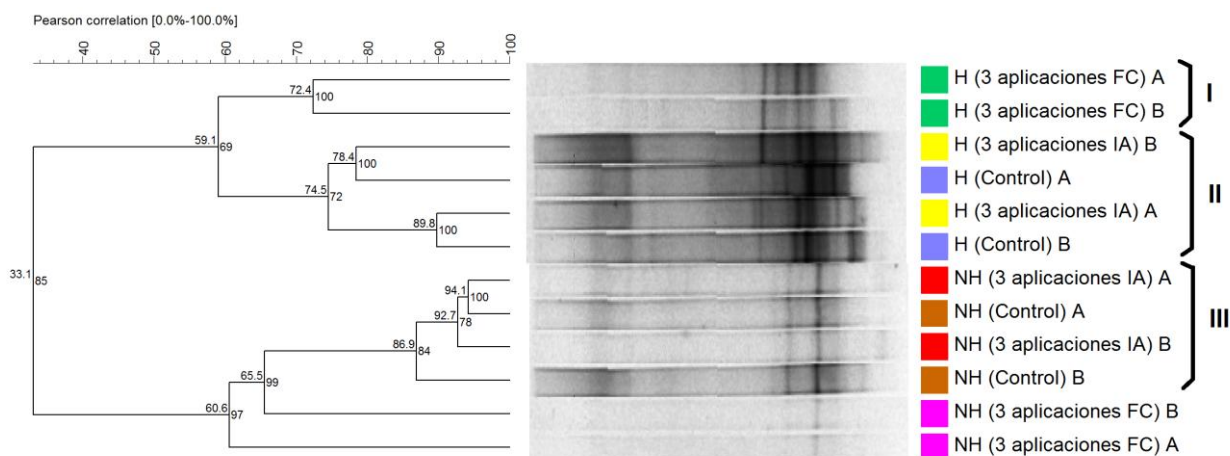 Pearson correlation [0.0%-100.0%]
40 50 60 70 80 90 100
72.4 100
59.1 69
78.4 100
74.5 72
89.8 100
33.1 85
94.1 100
92.7 78
86.9 84
65.5 99
60.6 97
H (3 aplicaciones FC) A
H (3 aplicaciones FC) B
I
H (3 aplicaciones IA) B
H (Control) A
H (3 aplicaciones IA) A
H (Control) B
II
NH (3 aplicaciones IA) A
NH (Control) A
NH (3 aplicaciones IA) B
NH (Control) B
III
NH (3 aplicaciones FC) B
NH (3 aplicaciones FC) A